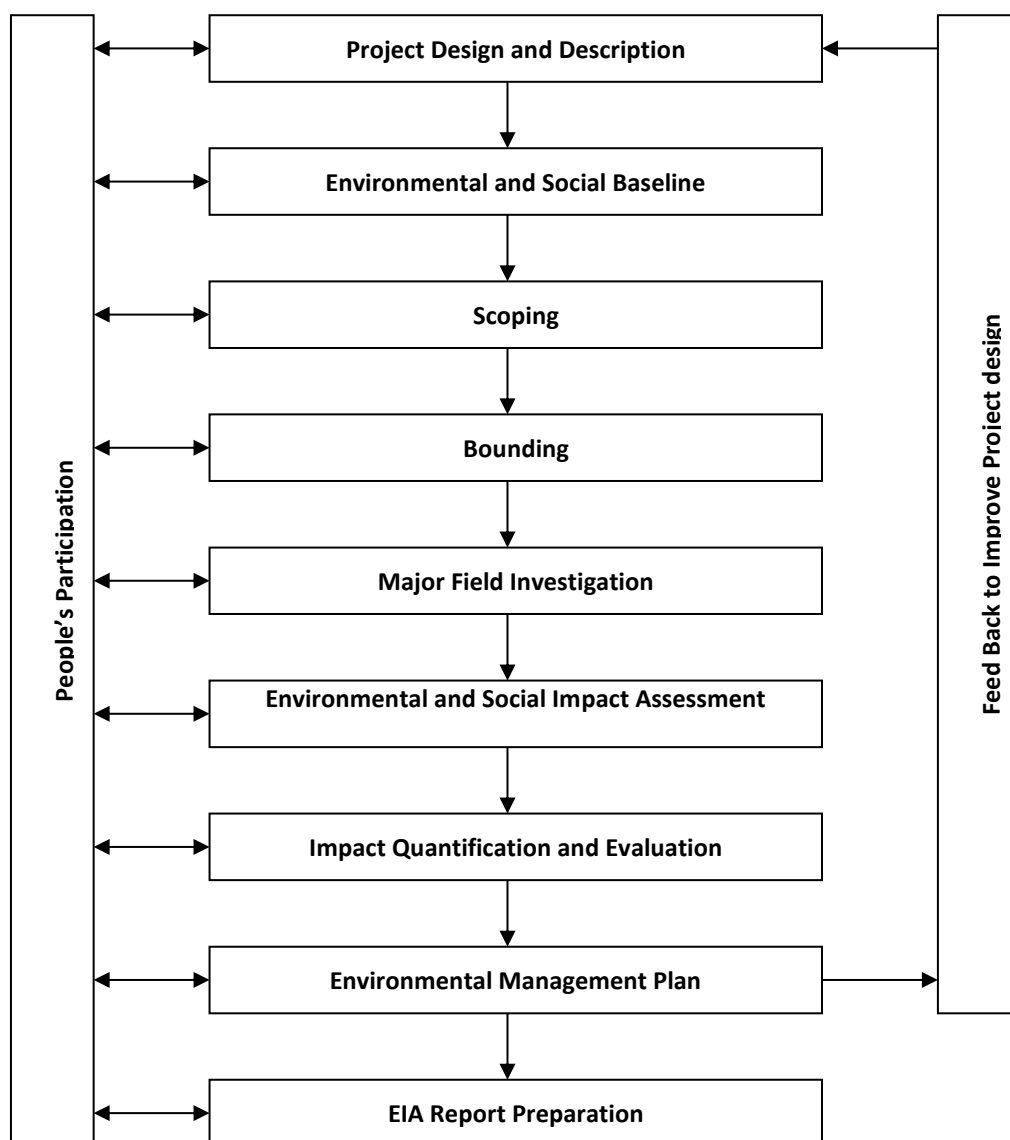 Project Design and Description
Environmental and Social Baseline
Scoping
Bounding
Major Field Investigation
Environmental and Social Impact Assessment
Impact Quantification and Evaluation
Environmental Management Plan
EIA Report Preparation
People’s Participation
Feed Back to Improve Project design